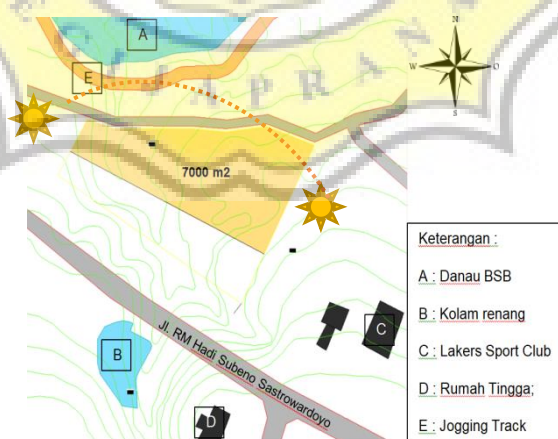 A
N
W
O
S
E
A P R A N
7000 m2
Keterangan :
A : Danau BSB
B : Kolam renang
C : Lakers Sport Club
D : Rumah Tingga;
E : Jogging Track
C
Jl. RM Hadi Subeno Sastrowardoyo
B
D